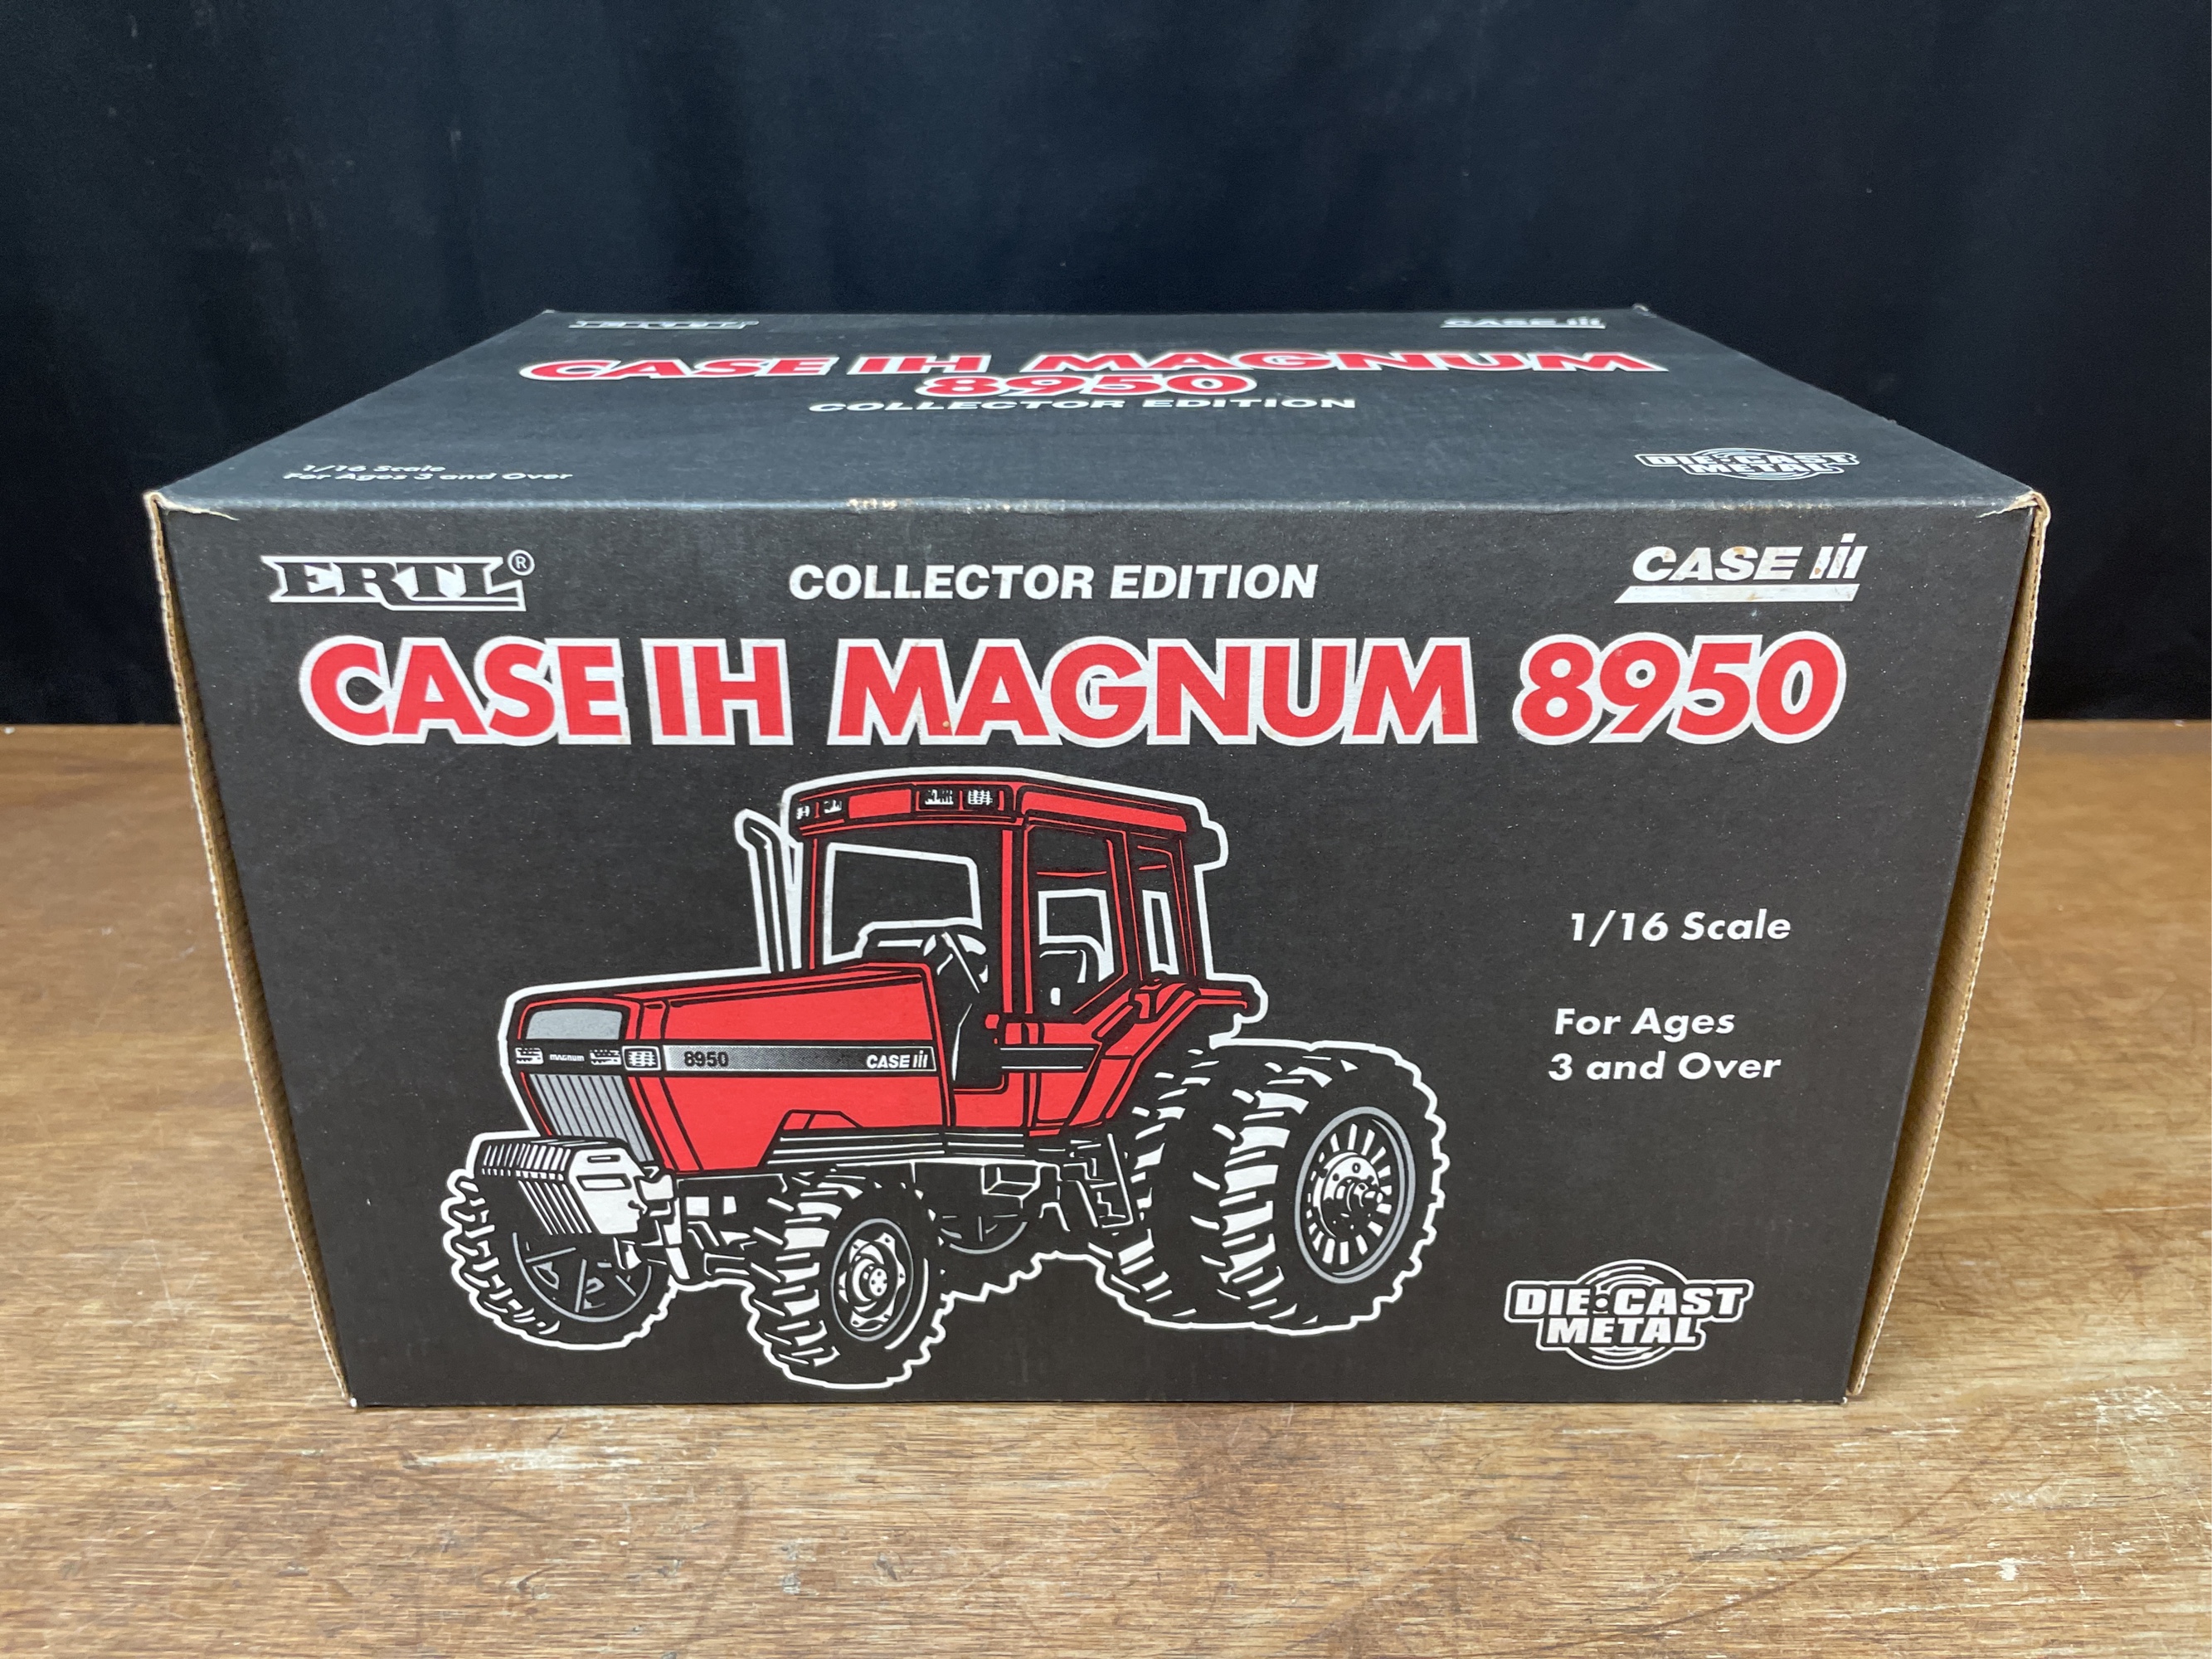 ERTL
CASE IH
CASE IH MAGNUM
8950
COLLECTOR EDITION
1/16 Scale
For Ages 3 and Over
DIE-CAST
METAL
ERTL®
COLLECTOR EDITION
CASE IH
CASE IH MAGNUM 8950
MAGNUM
8950
CASE IH
1/16 Scale
For Ages
3 and Over
DIE-CAST
METAL